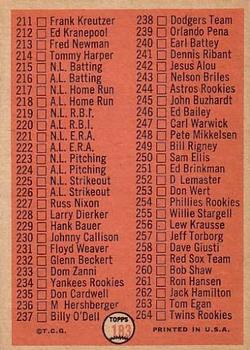 211 Frank Kreutzer
212 Ed Kranepool
213 Fred Newman
214 Tommy Harper
215 N.L. Batting
216 A.L. Batting
217 N.L. Home Run
218 A.L. Home Run
219 N.L. R.B.I.
220 A.L. R.B.I.
221 N.L. E.R.A.
222 A.L. E.R.A.
223 N.L. Pitching
224 A.L. Pitching
225 N.L. Strikeout
226 A.L. Strikeout
227 Russ Nixon
228 Larry Dierker
229 Hank Bauer
230 Johnny Callison
231 Floyd Weaver
232 Glenn Beckert
233 Dom Zanni
234 Yankees Rookies
235 Don Cardwell
236 M. Hershberger
237 Billy O'Dell
238 Dodgers Team
239 Orlando Pena
240 Earl Battey
241 Dennis Ribant
242 Jesus Alou
243 Nelson Briles
244 Astros Rookies
245 John Buzhardt
246 Ed Bailey
247 Carl Warwick
248 Pete Mikkelsen
249 Bill Rigney
250 Sam Ellis
251 Ed Brinkman
252 D. Lemaster
253 Don Wert
254 Phillies Rookies
255 Willie Stargell
256 Lew Krausse
257 Jeff Torborg
258 Dave Giusti
259 Red Sox Team
260 Bob Shaw
261 Ron Hansen
262 Jack Hamilton
263 Tom Egan
264 Twins Rookies
©T.C.G.
TOPPS
183
PRINTED IN U.S.A.